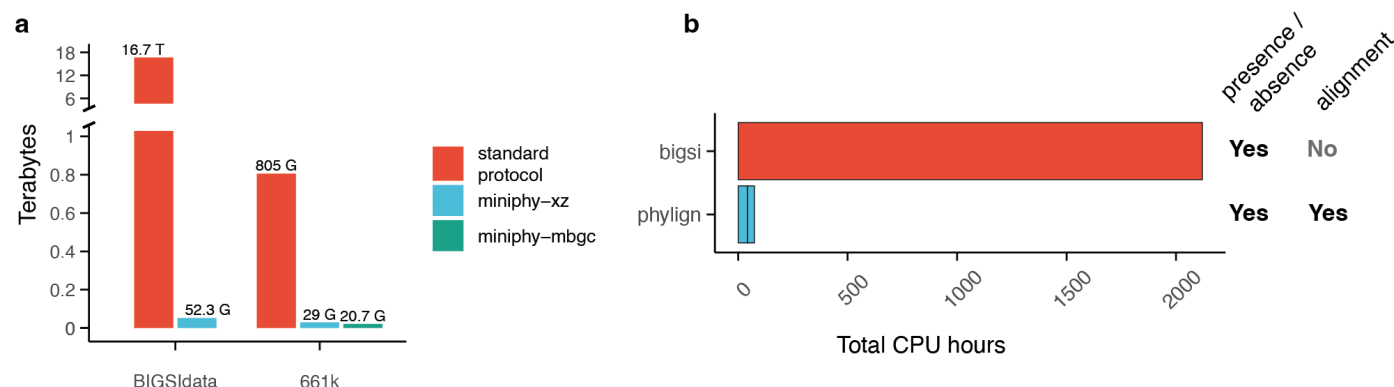 a
16.7 T
18
12
6
1
0.8
0.6
0.4
0.2
0
Terabytes
805 G
52.3 G
29 G
20.7 G
BIGSIdata
661k
standard
protocol
miniphy−xz
miniphy−mbgc
b
presence /
absence
alignment
bigsi
Yes
No
phylign
Yes
Yes
0
500
1000
1500
2000
Total CPU hours